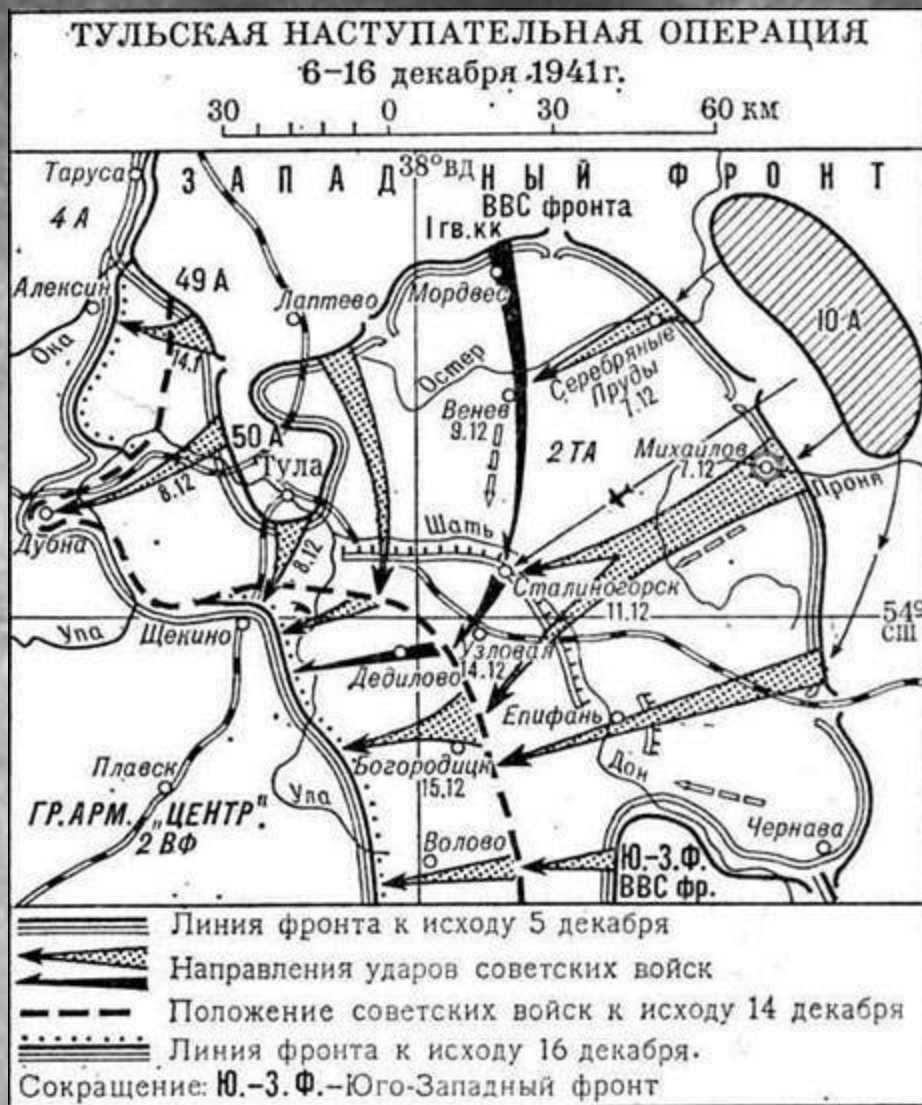 ТУЛЬСКАЯ НАСТУПАТЕЛЬНАЯ ОПЕРАЦИЯ
6–16 декабря 1941г.
30 0 30 60 км
ЗАПАДНЫЙ ФРОНТ
38° ВД
Таруса
4 А
ВВС фронта
1 гв. кк
49 А
Алексин
Лаптево
Мордвес
10 А
Ока
14.1
Остер
Серебряные
Пруды
7.12
Венев
9.12
50 А
2 ТА
Михайлов
7.12
Тула
Проня
8.12
8.12
Дубна
Шать
Сталиногорск
11.12
54°
СШ
Упа
Щекино
Узловая
14.12
Дедилово
Епифань
Богородицк
15.12
Дон
Плавск
Упа
ГР. АРМ. „ЦЕНТР"
2 ВФ
Чернава
Волово
Ю.-З.Ф.
ВВС фр.
Линия фронта к исходу 5 декабря
Направления ударов советских войск
Положение советских войск к исходу 14 декабря
Линия фронта к исходу 16 декабря.
Сокращение: Ю.-З.Ф.–Юго-Западный фронт